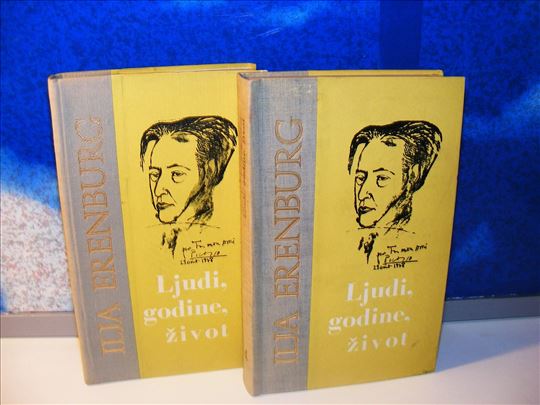 ILJA ERENBURG
Ljudi,
godine,
život
ILJA ERENBURG
Ljudi,
godine,
život